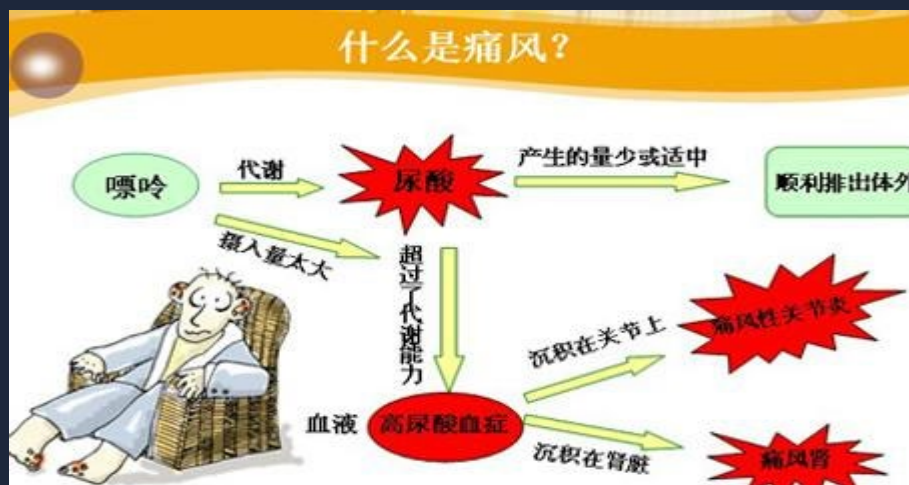 什么是痛风？
嘌呤
代谢
尿酸
产生的量少或适中
顺利排出体外
摄入量太大
超过了代谢能力
沉积在关节上
痛风性关节炎
血液
高尿酸血症
沉积在肾脏
痛风肾